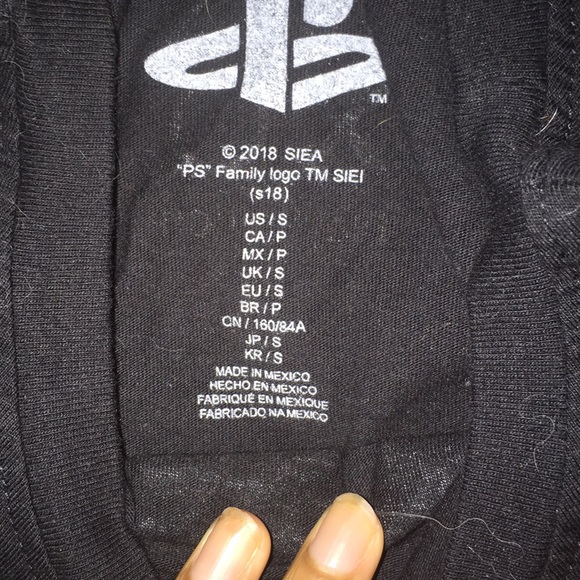 TM
© 2018 SIEA
"PS" Family logo TM SIEI
(s18)
US / S
CA / P
MX / P
UK / S
EU / S
BR / P
CN / 160/84A
JP / S
KR / S
MADE IN MEXICO
HECHO EN MEXICO
FABRIQUÉ EN MEXIQUE
FABRICADO NA MEXICO